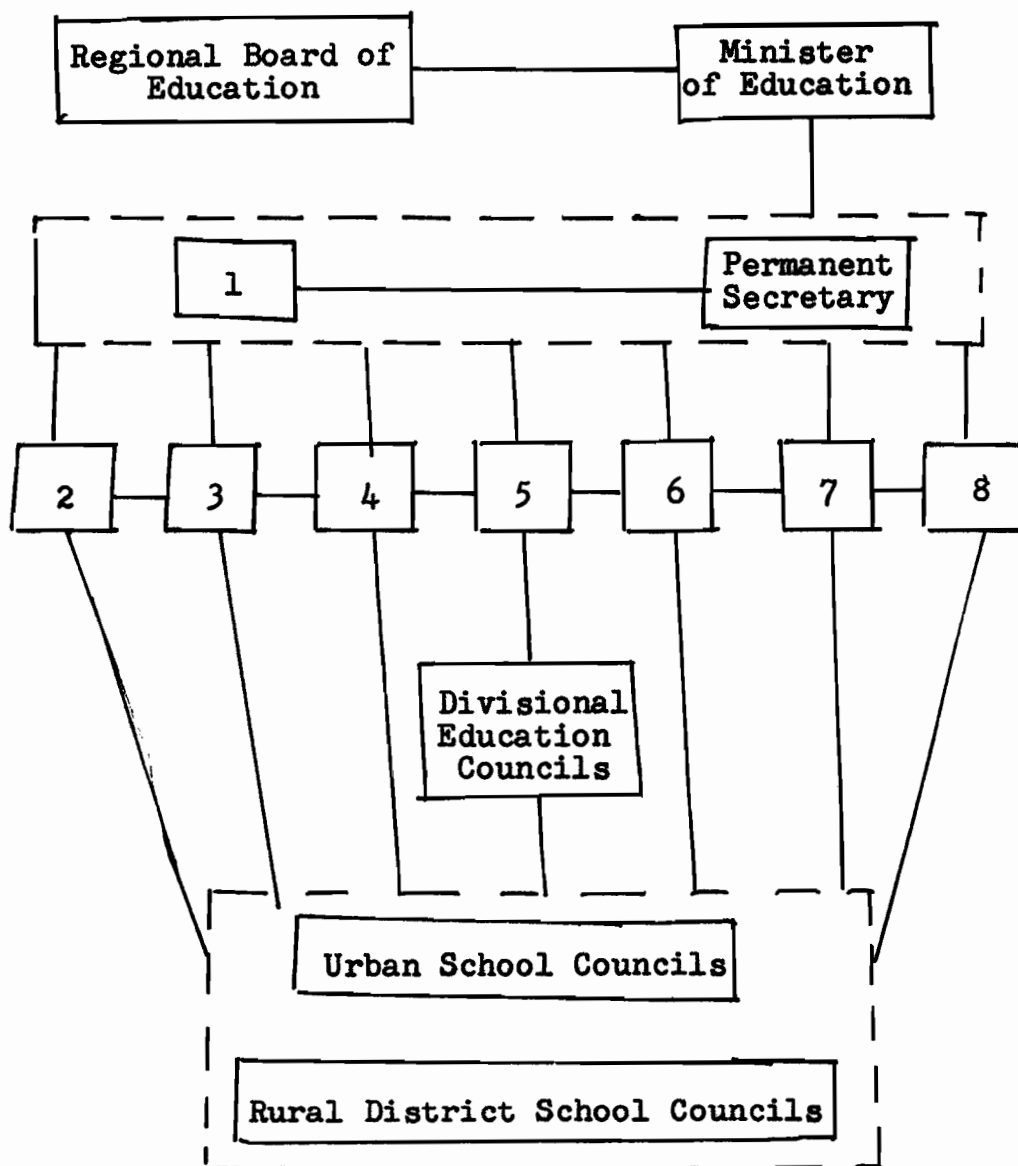 Regional Board of
Education
Minister
of Education
1
Permanent
Secretary
2
3
4
5
6
7
8
Divisional
Education
Councils
Urban School Councils
Rural District School Councils